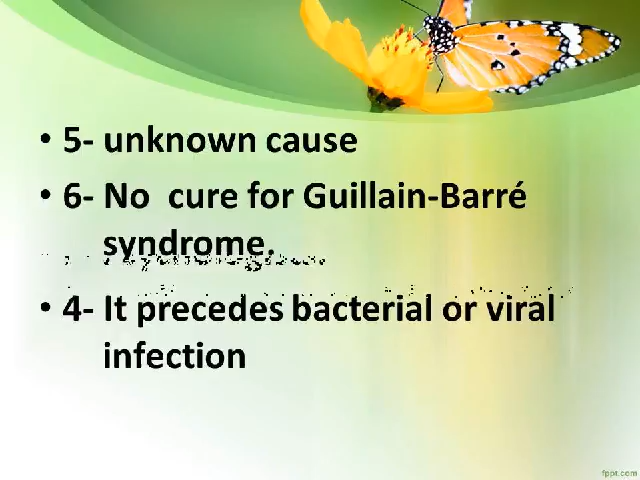 • 5- unknown cause
• 6- No  cure for Guillain-Barré
syndrome.
• 4- It precedes bacterial or viral
infection
fppt.com